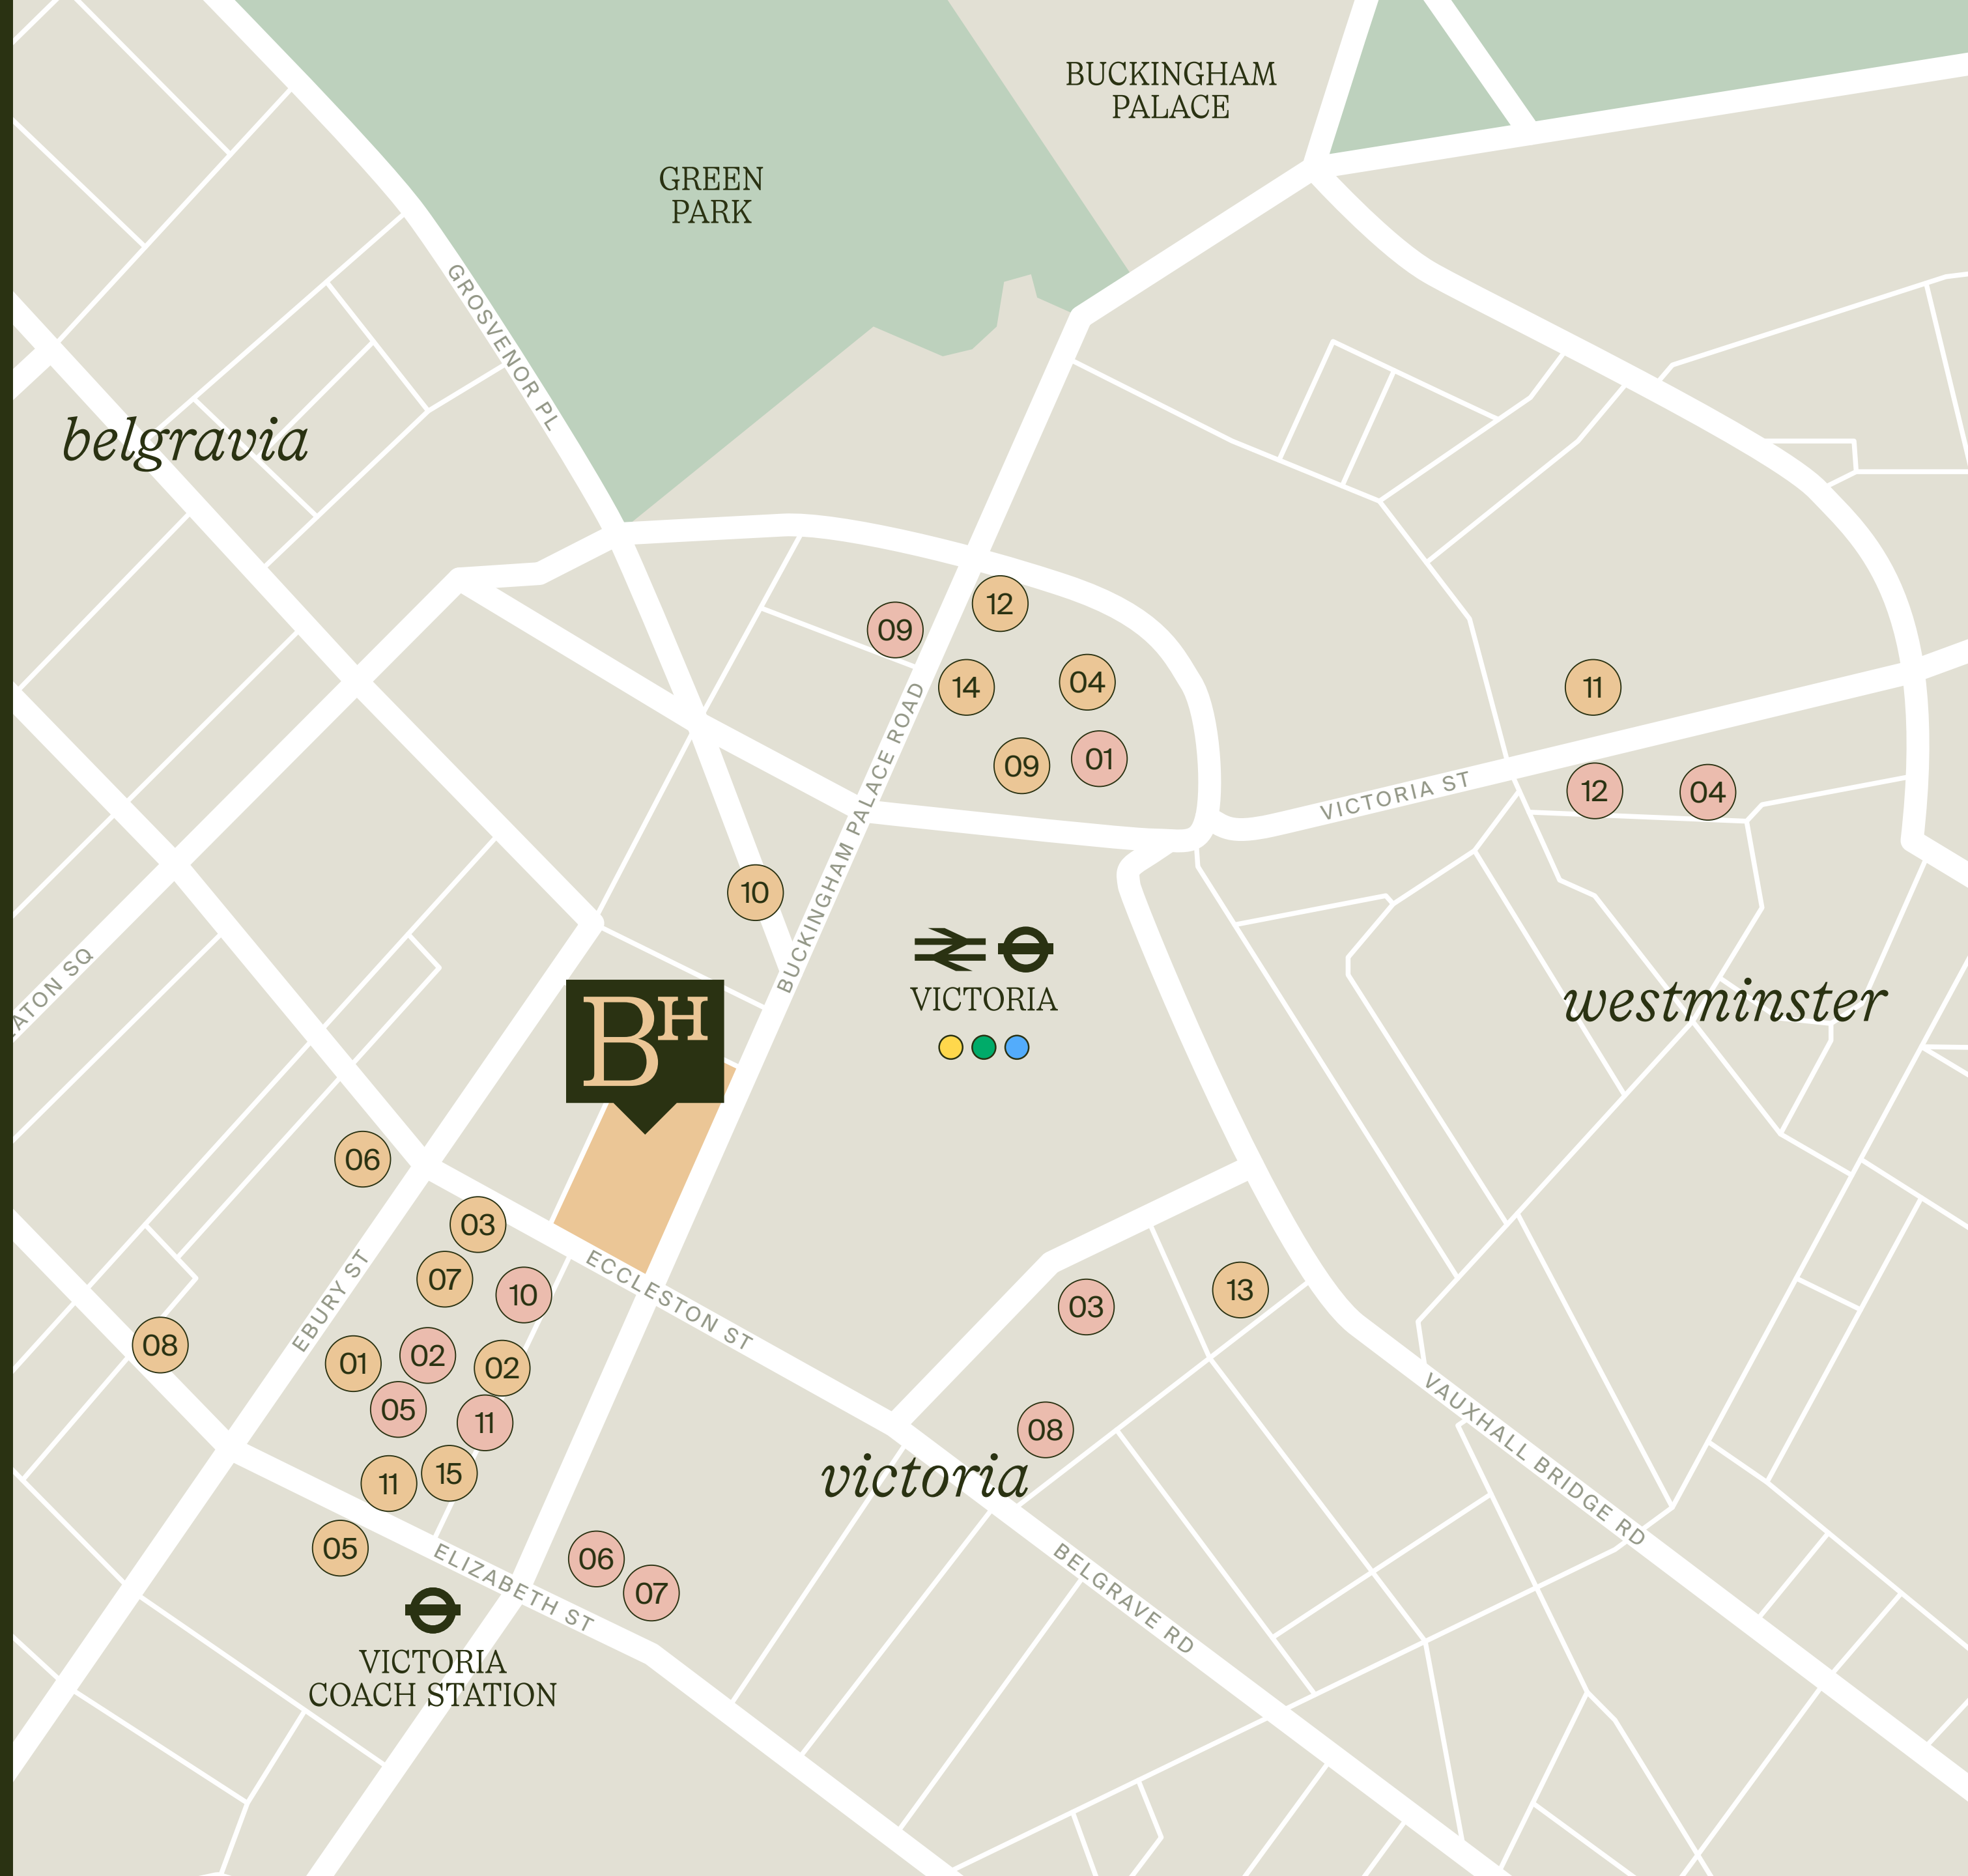 BUCKINGHAM
PALACE
GREEN
PARK
GROSVENOR PL
belgravia
12
09
14
04
11
09
01
12
04
BUCKINGHAM PALACE ROAD
VICTORIA ST
10
ATON SQ
VICTORIA
westminster
BH
06
03
07
10
ECCLESTON ST
EBURY ST
03
13
08
01
02
02
05
11
08
VAUXHALL BRIDGE RD
victoria
11
15
05
ELIZABETH ST
06
07
BELGRAVE RD
VICTORIA
COACH STATION